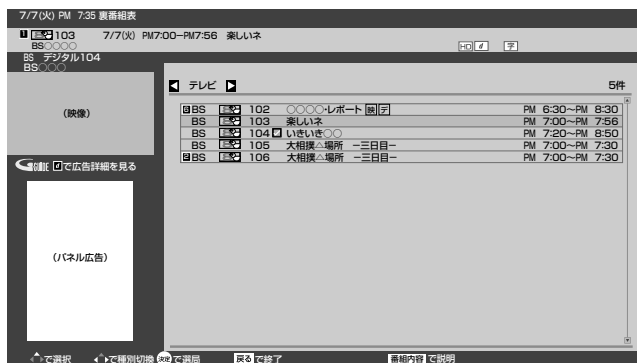 7/7(火) PM 7:35 裏番組表
1 103 7/7(火) PM7:00−PM7:56 楽しいネ
BS○○○○
HD d 字
BS デジタル104
BS○○○
(映像)
テレビ 5件
BS 102 ○○○○・レポート 映 デ PM 6:30〜PM 8:30
BS 103 楽しいネ PM 7:00〜PM 7:56
BS 104 いきいき○○ PM 7:20〜PM 8:50
BS 105 大相撲△場所 −三日目− PM 7:00〜PM 7:30
BS 106 大相撲△場所 −三日目− PM 7:00〜PM 7:30
GUIDE dで広告詳細を見る
(パネル広告)
で選択 で種別切換 決定で選局 戻るで終了 番組内容で説明